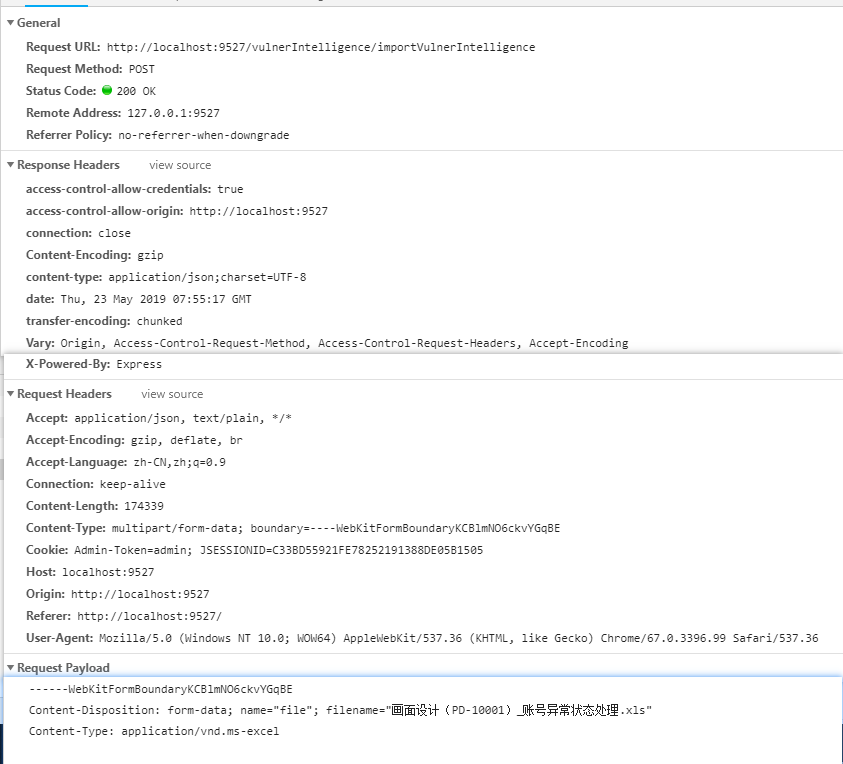 General
Request URL: http://localhost:9527/vulnerIntelligence/importVulnerIntelligence
Request Method: POST
Status Code: 200 OK
Remote Address: 127.0.0.1:9527
Referrer Policy: no-referrer-when-downgrade
Response Headers view source
access-control-allow-credentials: true
access-control-allow-origin: http://localhost:9527
connection: close
Content-Encoding: gzip
content-type: application/json;charset=UTF-8
date: Thu, 23 May 2019 07:55:17 GMT
transfer-encoding: chunked
Vary: Origin, Access-Control-Request-Method, Access-Control-Request-Headers, Accept-Encoding
X-Powered-By: Express
Request Headers view source
Accept: application/json, text/plain, */*
Accept-Encoding: gzip, deflate, br
Accept-Language: zh-CN,zh;q=0.9
Connection: keep-alive
Content-Length: 174339
Content-Type: multipart/form-data; boundary=----WebKitFormBoundaryKCBlmNO6ckvYGqBE
Cookie: Admin-Token=admin; JSESSIONID=C33BD55921FE78252191388DE05B1505
Host: localhost:9527
Origin: http://localhost:9527
Referer: http://localhost:9527/
User-Agent: Mozilla/5.0 (Windows NT 10.0; WOW64) AppleWebKit/537.36 (KHTML, like Gecko) Chrome/67.0.3396.99 Safari/537.36
Request Payload
------WebKitFormBoundaryKCBlmNO6ckvYGqBE
Content-Disposition: form-data; name="file"; filename="画面设计（PD-10001）_账号异常状态处理.xls"
Content-Type: application/vnd.ms-excel